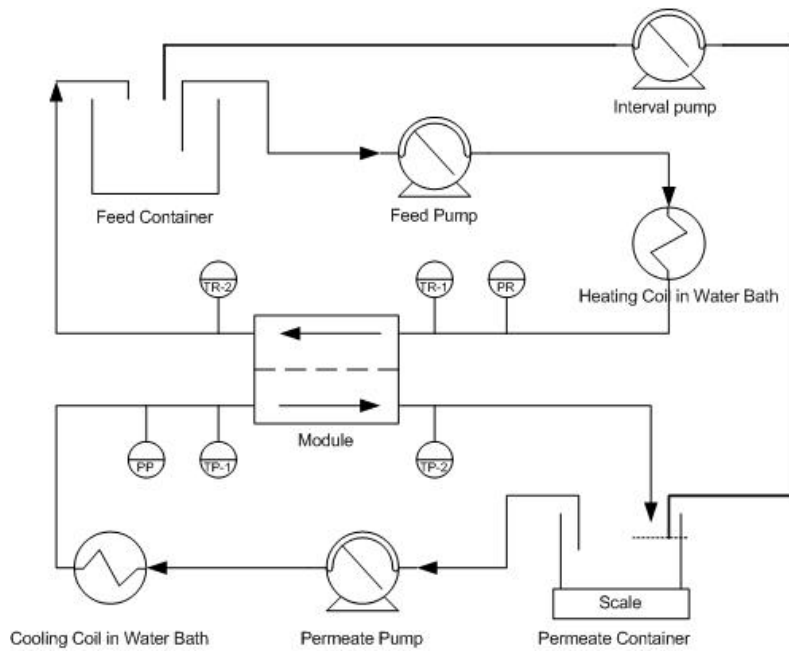 Interval pump
Feed Container
Feed Pump
Heating Coil in Water Bath
TR-2
TR-1
PR
Module
PP
TP-1
TP-2
Scale
Cooling Coil in Water Bath
Permeate Pump
Permeate Container